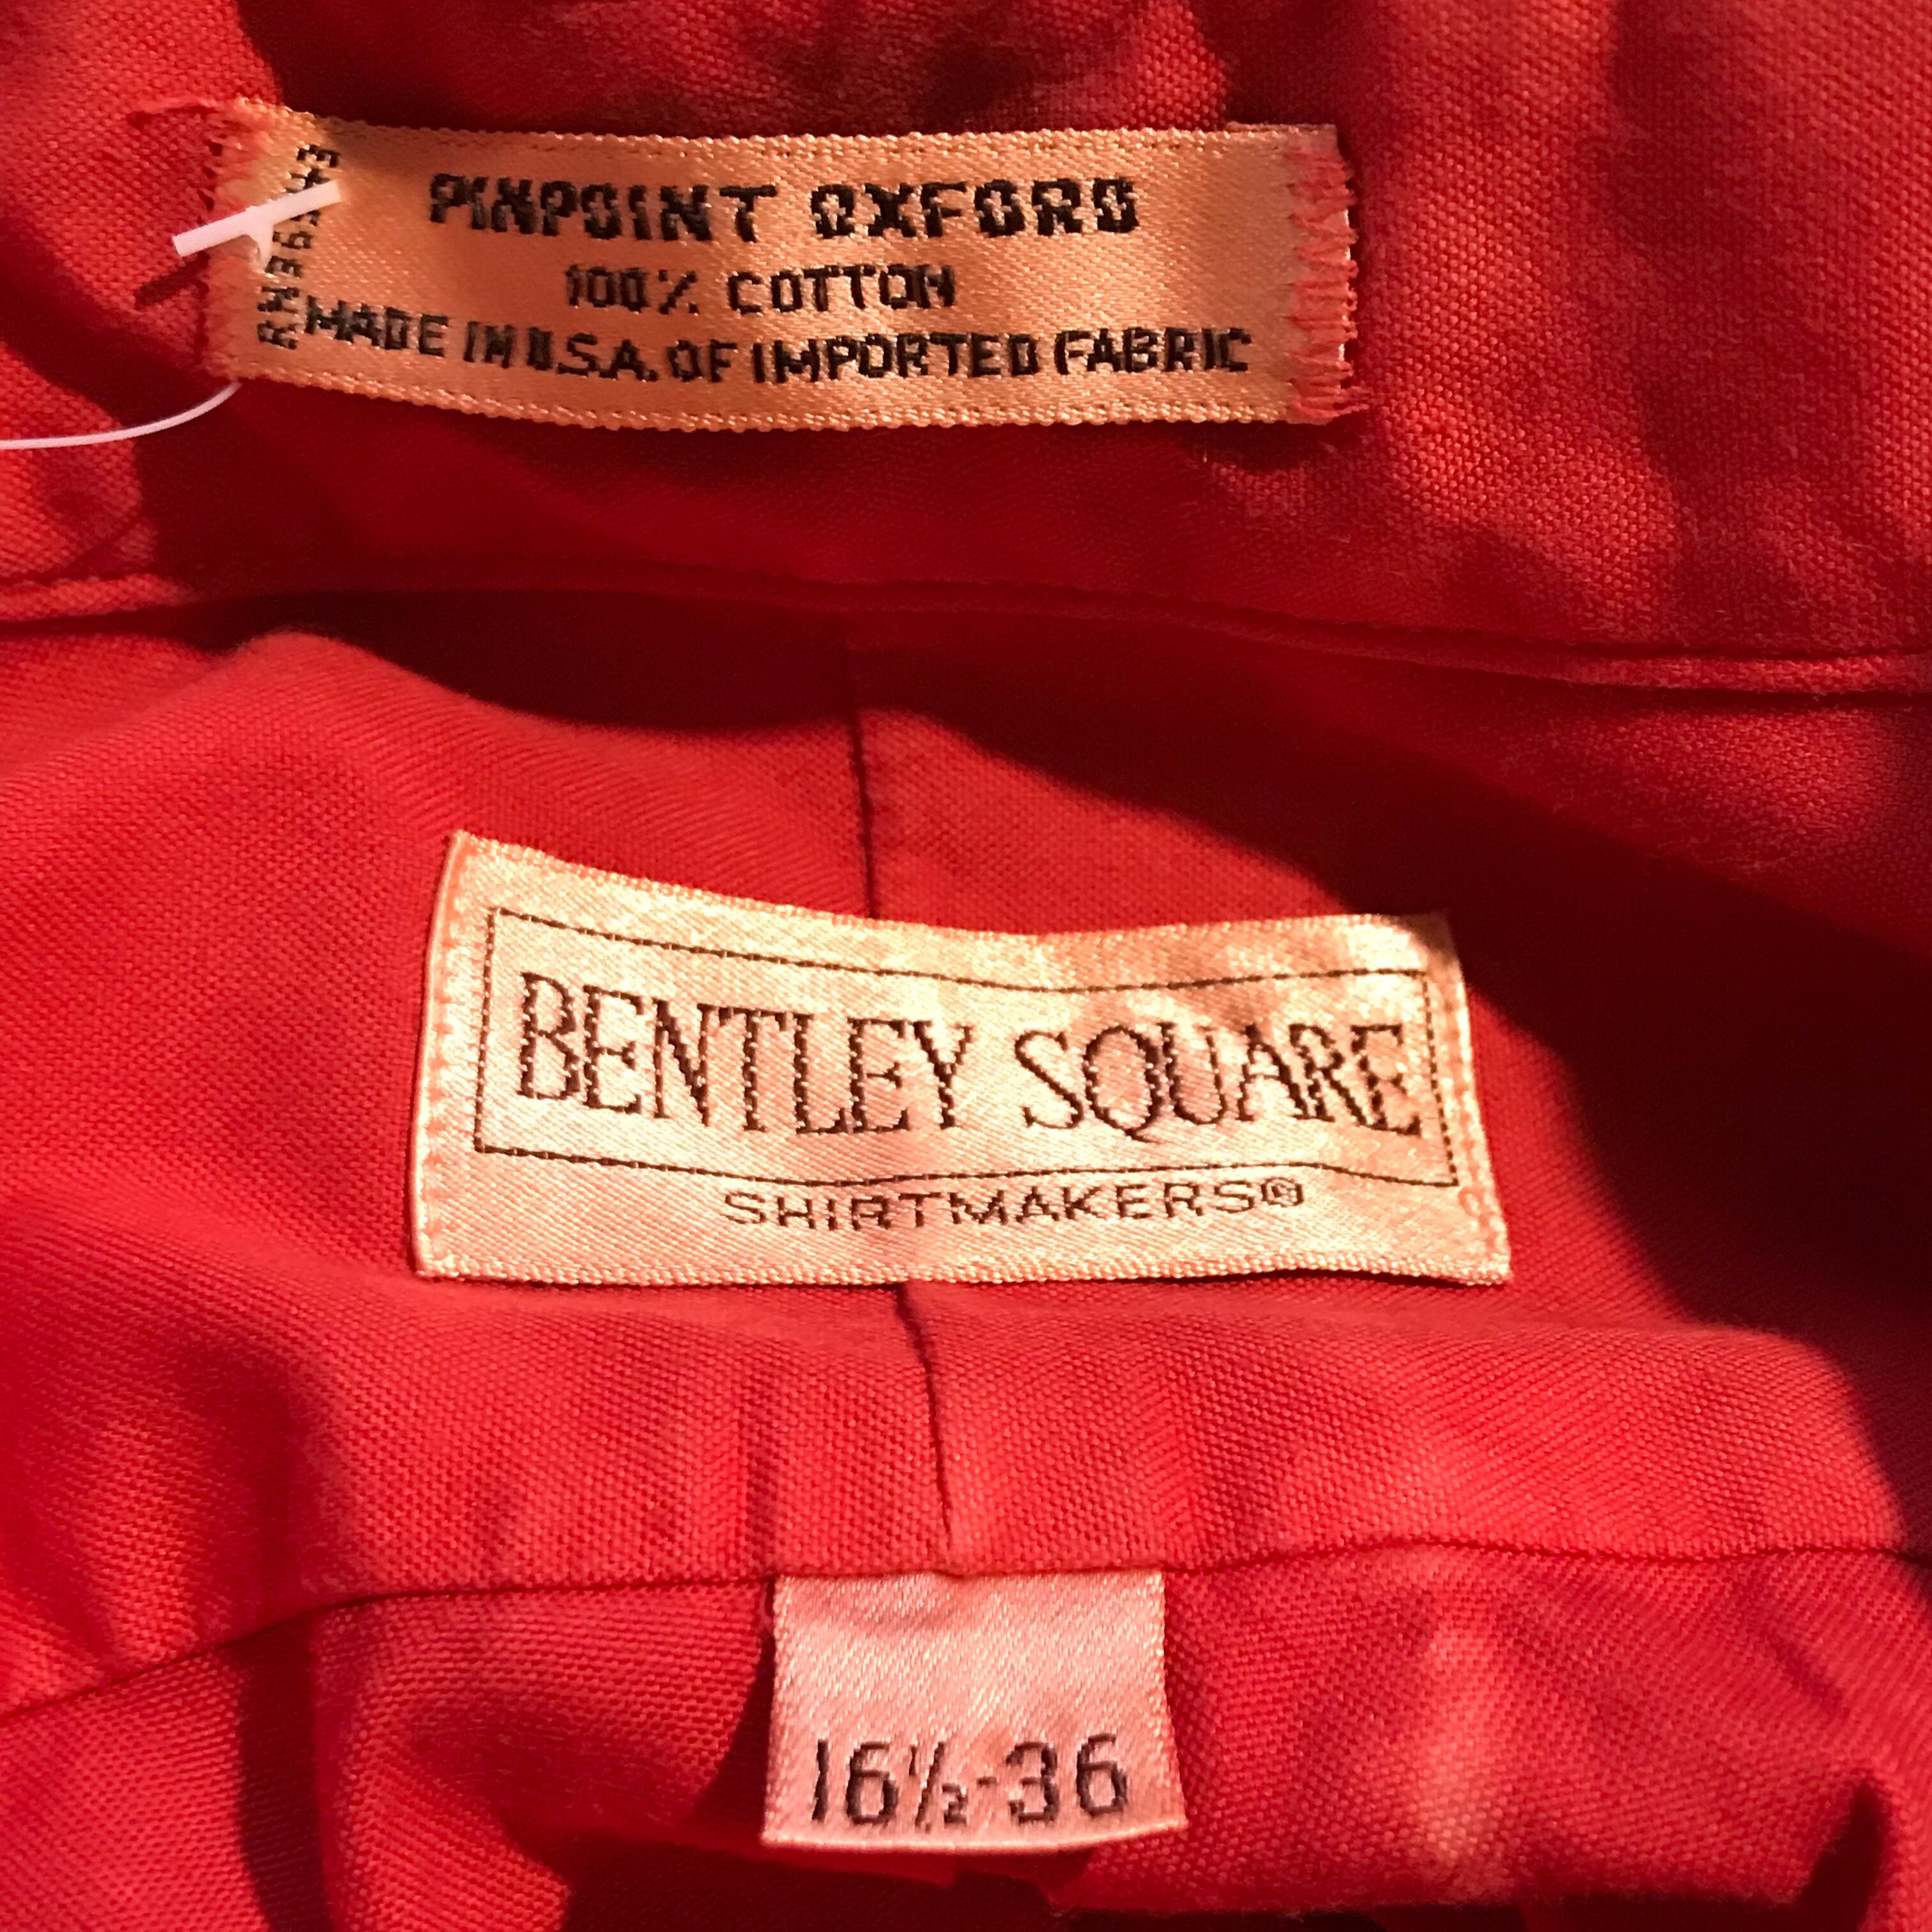 PINPOINT OXFORD
100% COTTON
MADE IN U.S.A. OF IMPORTED FABRIC
BENTLEY SQUARE
SHIRTMAKERS®
16½-36